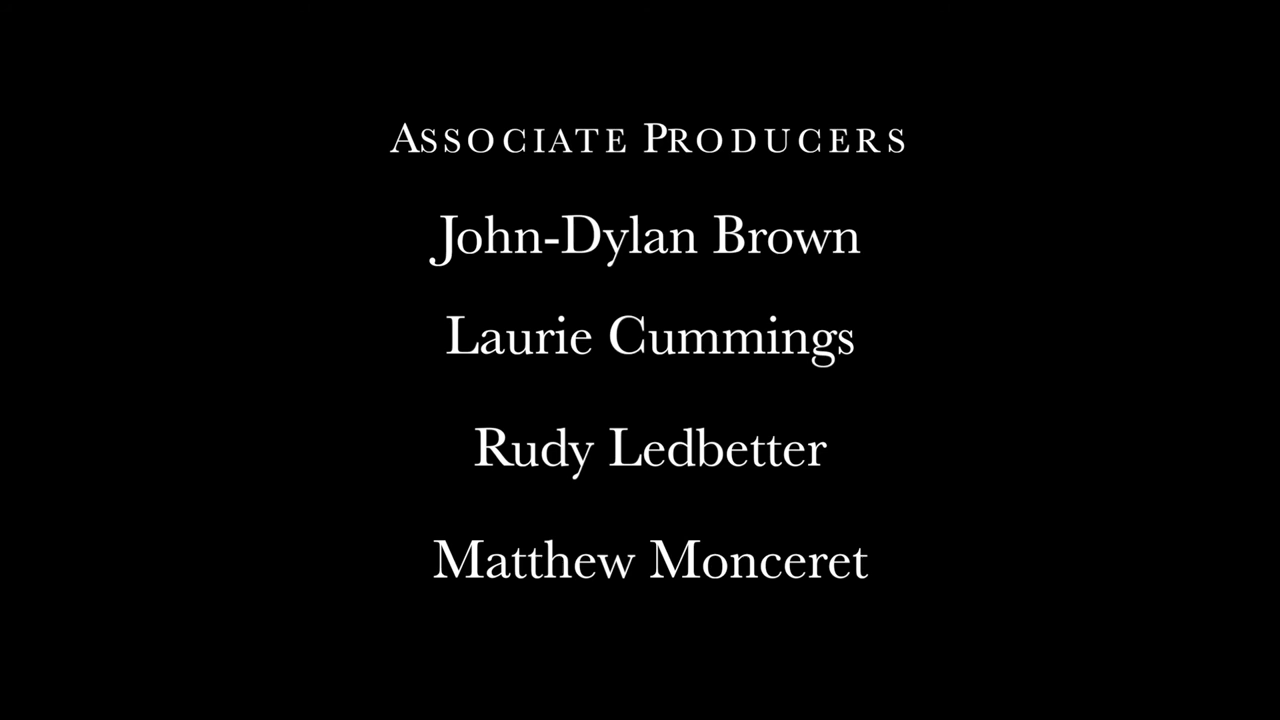 Associate Producers
John-Dylan Brown
Laurie Cummings
Rudy Ledbetter
Matthew Monceret